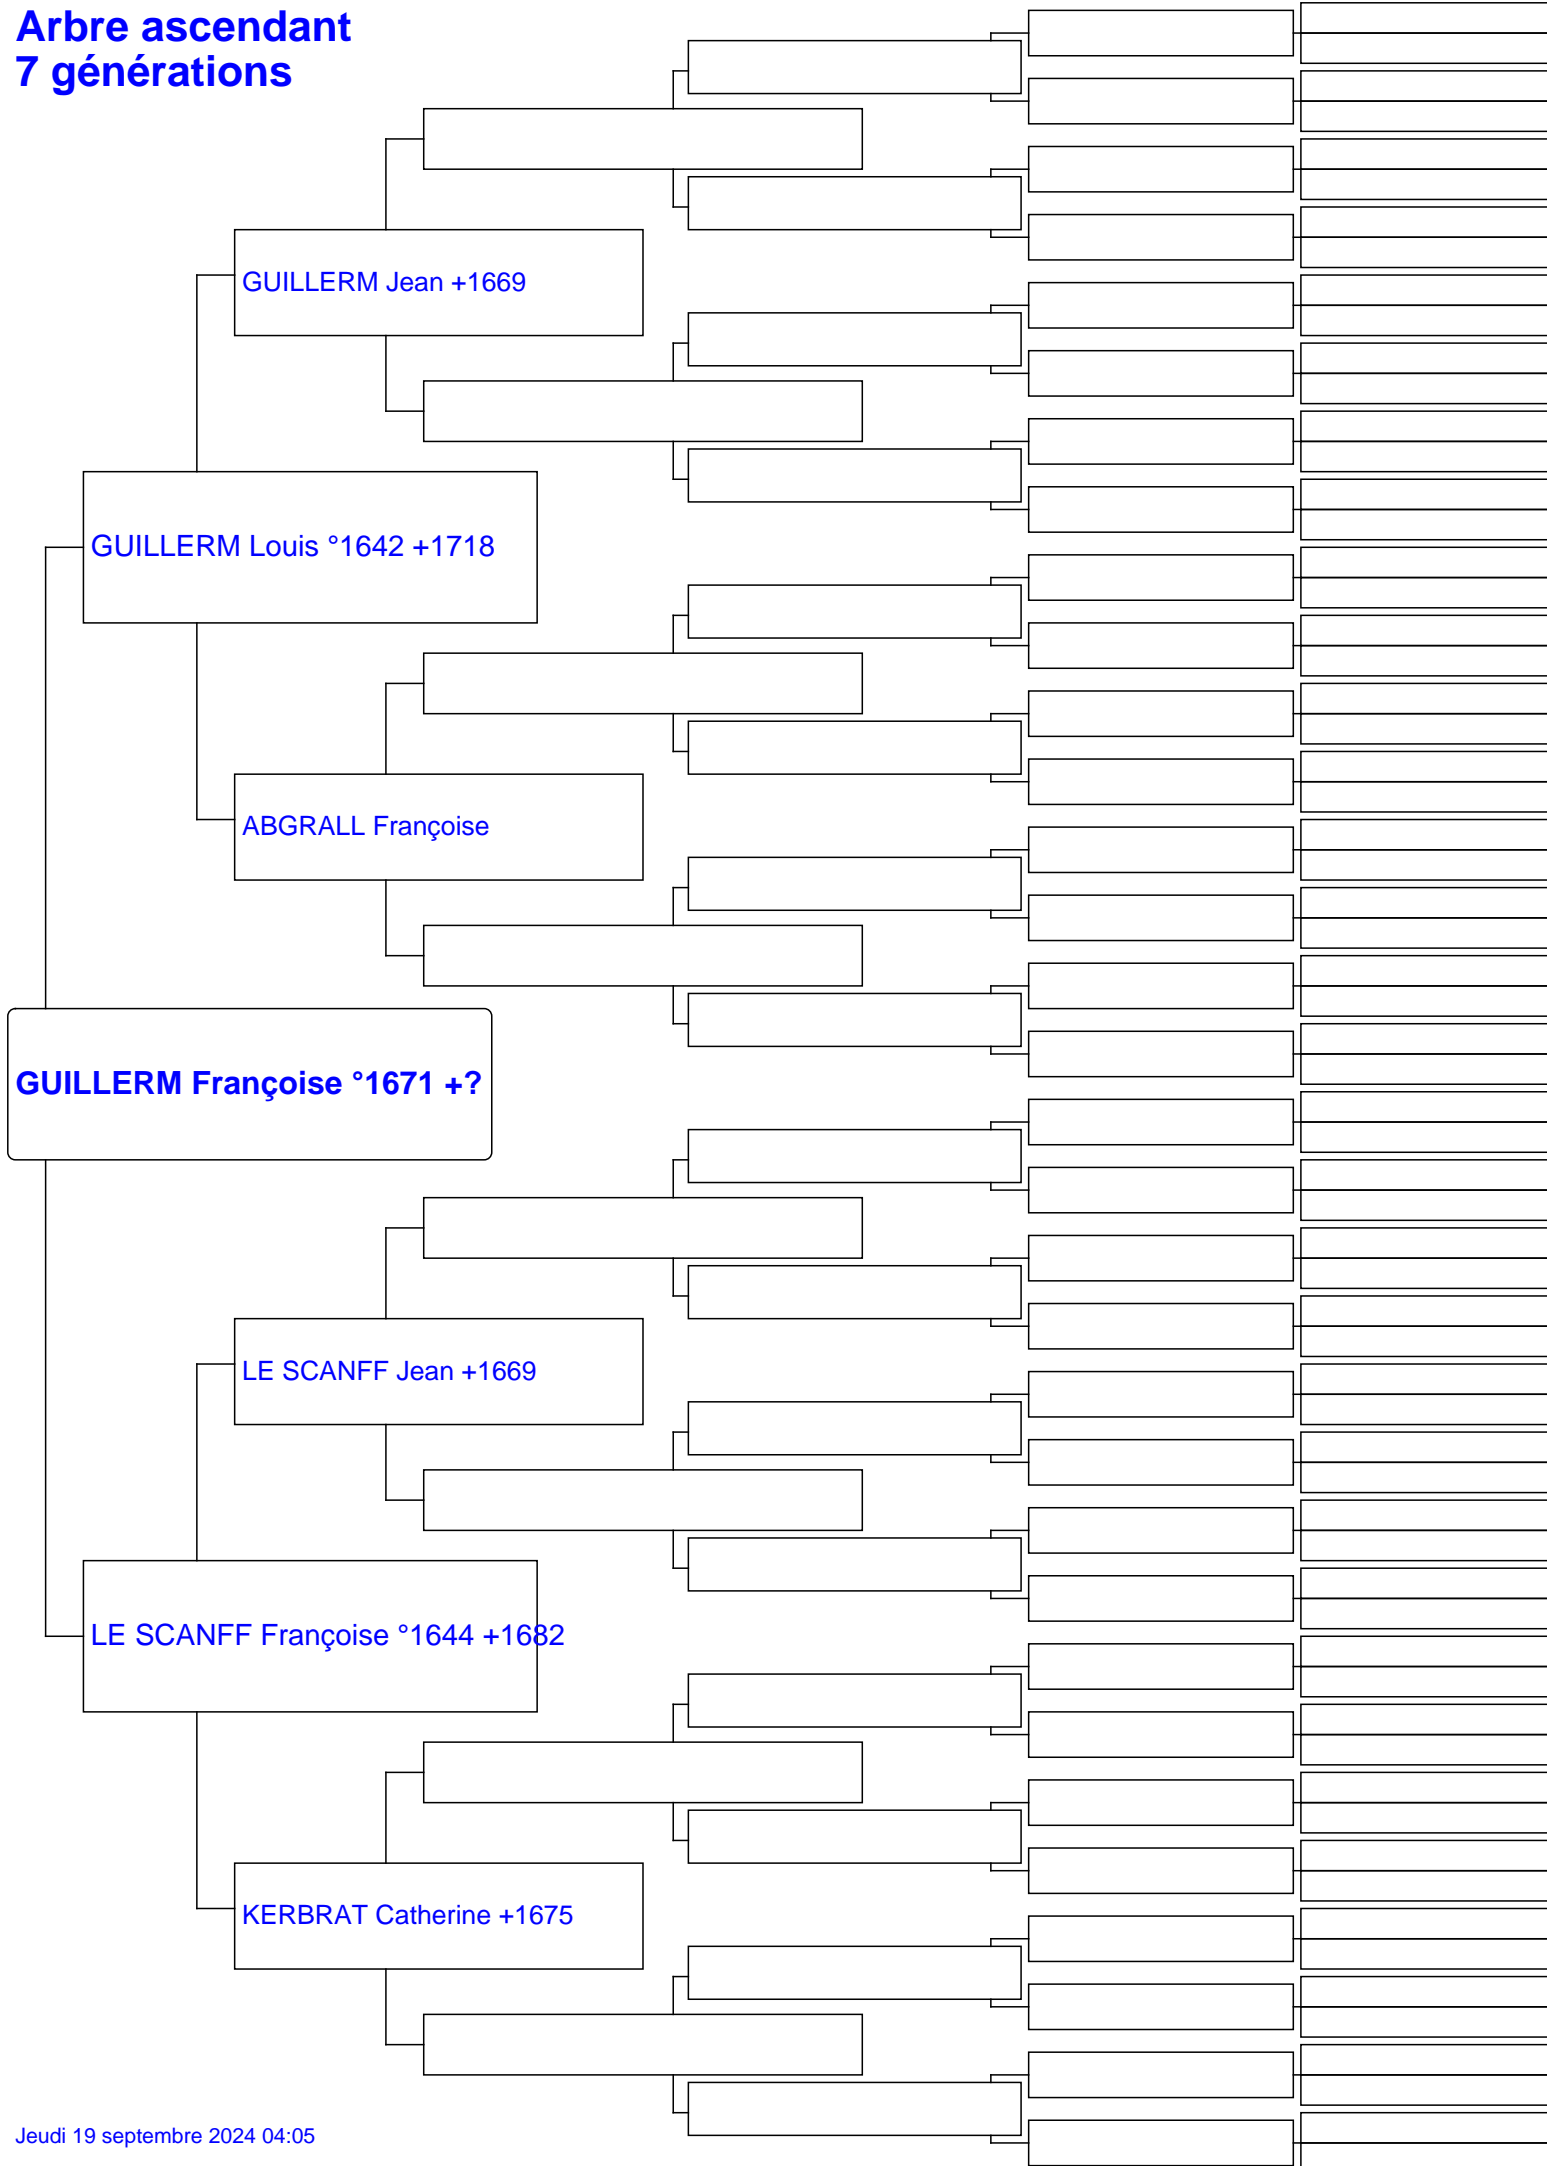 Arbre ascendant
7 générations
GUILLERM Jean +1669
GUILLERM Louis °1642 +1718
ABGRALL Françoise
GUILLERM Françoise °1671 +?
LE SCANFF Jean +1669
LE SCANFF Françoise °1644 +1682
KERBRAT Catherine +1675
Jeudi 19 septembre 2024 04:05